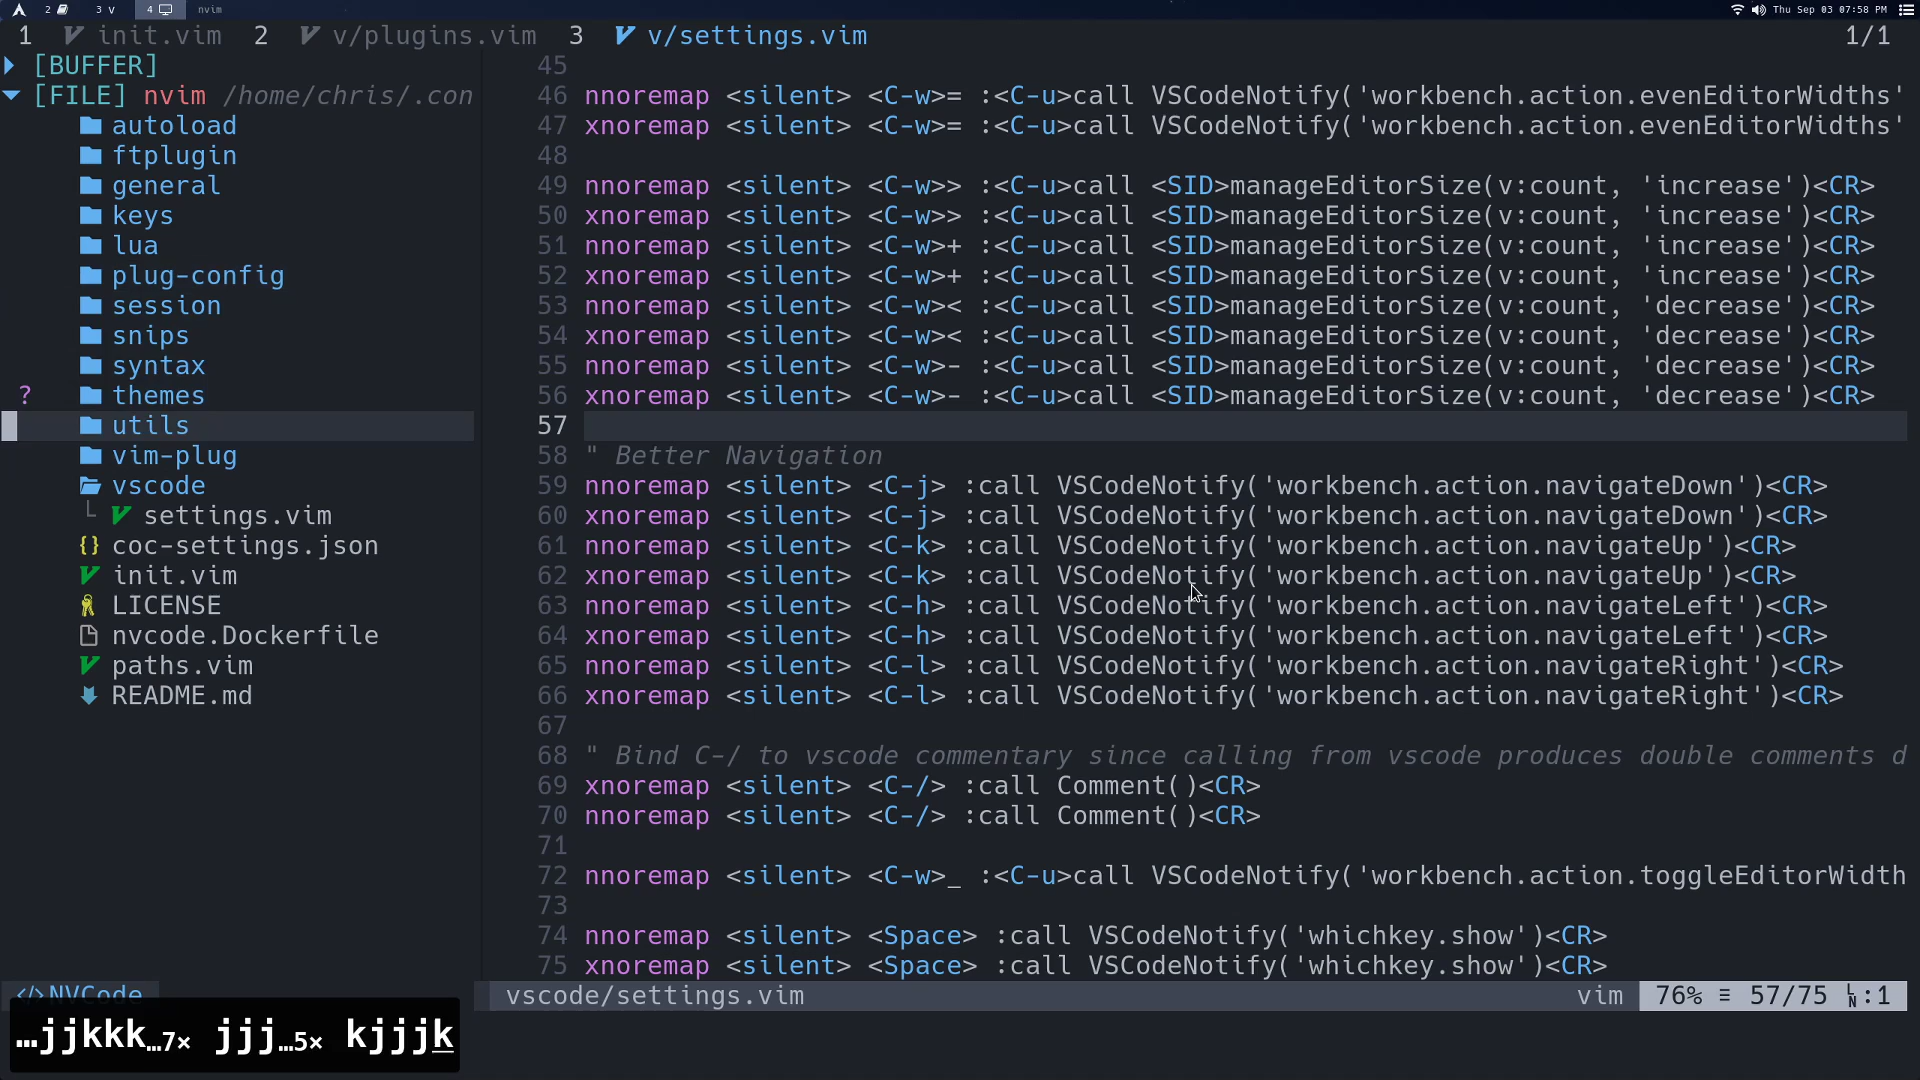 2 3 v 4 nvim Thu Sep 03 07:58 PM
1 init.vim 2 v/plugins.vim 3 v/settings.vim 1/1
[BUFFER]
[FILE] nvim /home/chris/.con
autoload
ftplugin
general
keys
lua
plug-config
session
snips
syntax
? themes
utils
vim-plug
vscode
settings.vim
{} coc-settings.json
init.vim
LICENSE
nvcode.Dockerfile
paths.vim
README.md
45
46 nnoremap <silent> <C-w>= :<C-u>call VSCodeNotify('workbench.action.evenEditorWidths'
47 xnoremap <silent> <C-w>= :<C-u>call VSCodeNotify('workbench.action.evenEditorWidths'
48
49 nnoremap <silent> <C-w>> :<C-u>call <SID>manageEditorSize(v:count, 'increase')<CR>
50 xnoremap <silent> <C-w>> :<C-u>call <SID>manageEditorSize(v:count, 'increase')<CR>
51 nnoremap <silent> <C-w>+ :<C-u>call <SID>manageEditorSize(v:count, 'increase')<CR>
52 xnoremap <silent> <C-w>+ :<C-u>call <SID>manageEditorSize(v:count, 'increase')<CR>
53 nnoremap <silent> <C-w>< :<C-u>call <SID>manageEditorSize(v:count, 'decrease')<CR>
54 xnoremap <silent> <C-w>< :<C-u>call <SID>manageEditorSize(v:count, 'decrease')<CR>
55 nnoremap <silent> <C-w>- :<C-u>call <SID>manageEditorSize(v:count, 'decrease')<CR>
56 xnoremap <silent> <C-w>- :<C-u>call <SID>manageEditorSize(v:count, 'decrease')<CR>
57
58 " Better Navigation
59 nnoremap <silent> <C-j> :call VSCodeNotify('workbench.action.navigateDown')<CR>
60 xnoremap <silent> <C-j> :call VSCodeNotify('workbench.action.navigateDown')<CR>
61 nnoremap <silent> <C-k> :call VSCodeNotify('workbench.action.navigateUp')<CR>
62 xnoremap <silent> <C-k> :call VSCodeNotify('workbench.action.navigateUp')<CR>
63 nnoremap <silent> <C-h> :call VSCodeNotify('workbench.action.navigateLeft')<CR>
64 xnoremap <silent> <C-h> :call VSCodeNotify('workbench.action.navigateLeft')<CR>
65 nnoremap <silent> <C-l> :call VSCodeNotify('workbench.action.navigateRight')<CR>
66 xnoremap <silent> <C-l> :call VSCodeNotify('workbench.action.navigateRight')<CR>
67
68 " Bind C-/ to vscode commentary since calling from vscode produces double comments d
69 xnoremap <silent> <C-/> :call Comment()<CR>
70 nnoremap <silent> <C-/> :call Comment()<CR>
71
72 nnoremap <silent> <C-w>_ :<C-u>call VSCodeNotify('workbench.action.toggleEditorWidth
73
74 nnoremap <silent> <Space> :call VSCodeNotify('whichkey.show')<CR>
75 xnoremap <silent> <Space> :call VSCodeNotify('whichkey.show')<CR>
</>NVCode vscode/settings.vim vim 76% ≡ 57/75 LN:1
…jjkkk…7× jjj…5× kjjjk